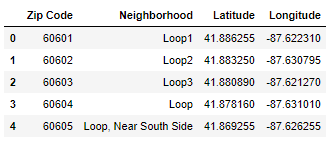 Zip Code Neighborhood Latitude Longitude
0 60601 Loop1 41.886255 -87.622310
1 60602 Loop2 41.883250 -87.630795
2 60603 Loop3 41.880890 -87.621270
3 60604 Loop 41.878160 -87.631010
4 60605 Loop, Near South Side 41.869255 -87.626255